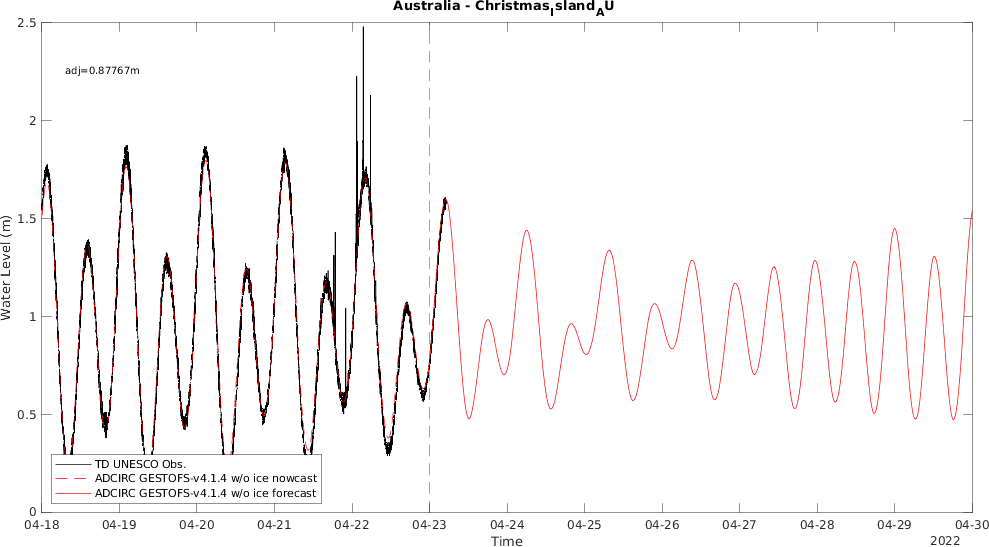 Australia - Christmas_Island_AU
adj=0.87767m
2.5
2
1.5
1
0.5
0
Water Level (m)
TD UNESCO Obs.
ADCIRC GESTOFS-v4.1.4 w/o ice nowcast
ADCIRC GESTOFS-v4.1.4 w/o ice forecast
04-18 04-19 04-20 04-21 04-22 04-23 04-24 04-25 04-26 04-27 04-28 04-29 04-30
Time
2022